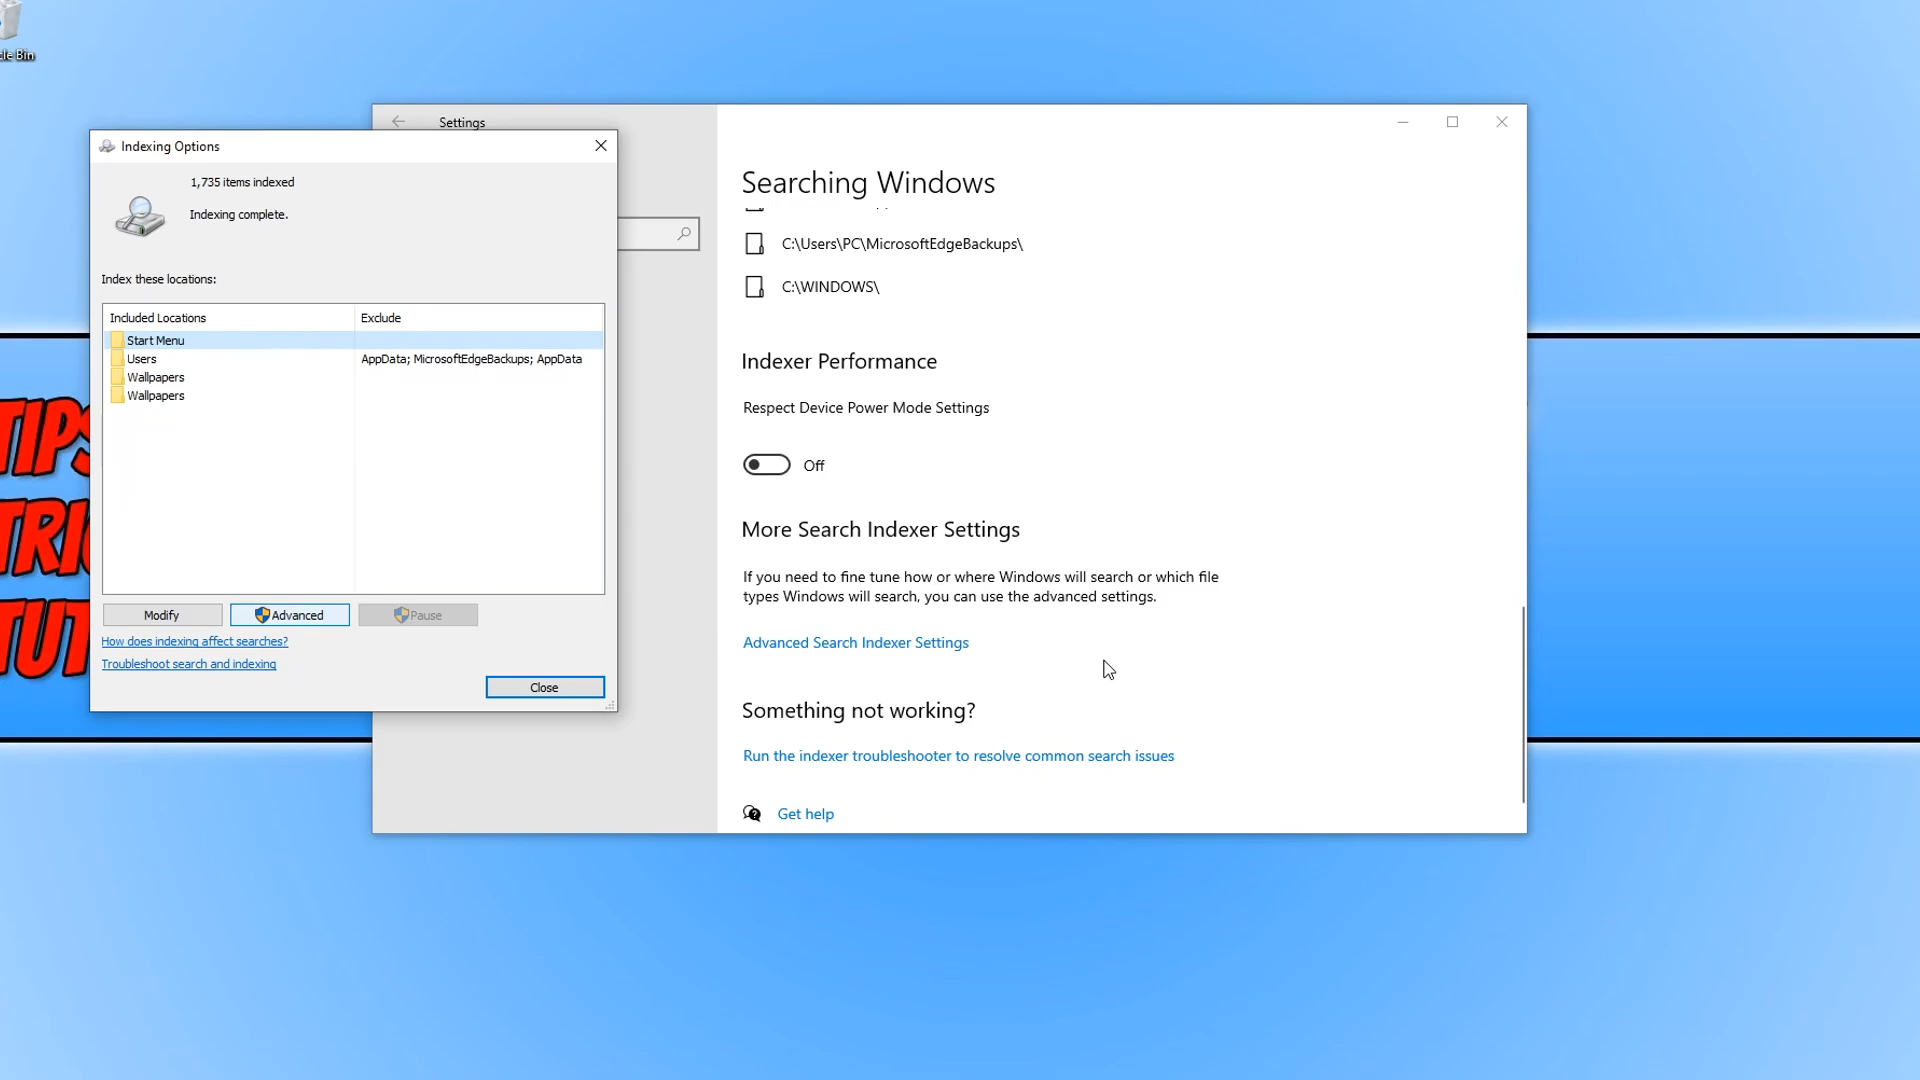 cle Bin
Settings
Indexing Options
1,735 items indexed
Indexing complete.
Index these locations:
Included Locations Exclude
Start Menu
Users AppData; MicrosoftEdgeBackups; AppData
Wallpapers
Wallpapers
Modify Advanced Pause
How does indexing affect searches?
Troubleshoot search and indexing
Close
Searching Windows
C:\Users\PC\MicrosoftEdgeBackups\
C:\WINDOWS\
Indexer Performance
Respect Device Power Mode Settings
Off
More Search Indexer Settings
If you need to fine tune how or where Windows will search or which file
types Windows will search, you can use the advanced settings.
Advanced Search Indexer Settings
Something not working?
Run the indexer troubleshooter to resolve common search issues
Get help
TIPS
TRI
TUT